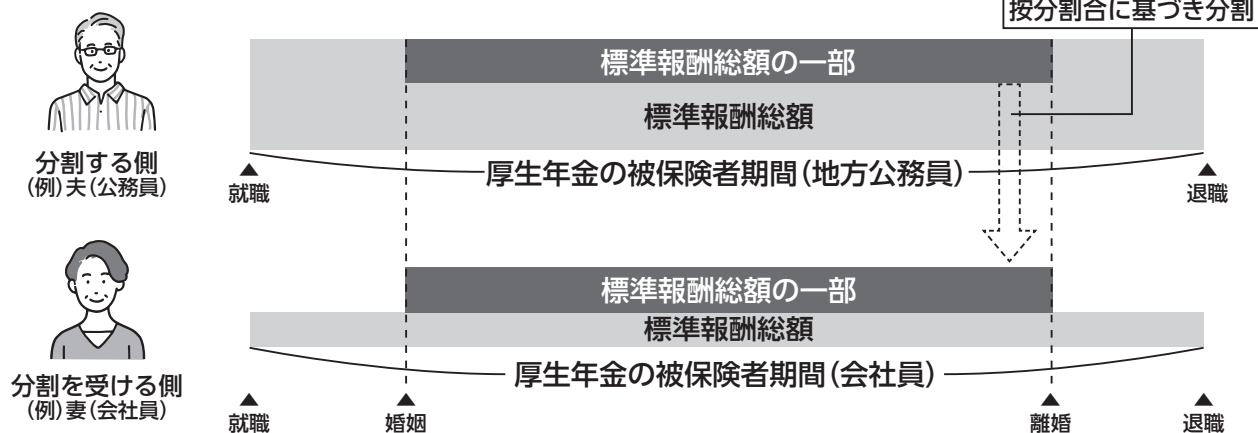 按分割合に基づき分割
標準報酬総額の一部
標準報酬総額
分割する側
(例)夫(公務員)
厚生年金の被保険者期間(地方公務員)
就職
退職
標準報酬総額の一部
標準報酬総額
分割を受ける側
(例)妻(会社員)
厚生年金の被保険者期間(会社員)
就職
婚姻
離婚
退職